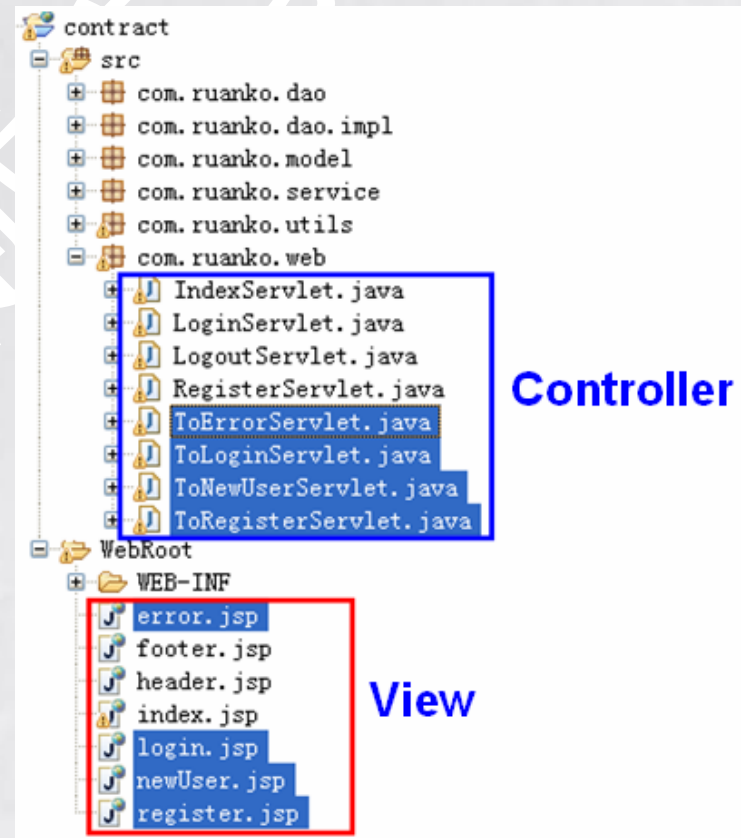 contract
src
com.ruanko.dao
com.ruanko.dao.impl
com.ruanko.model
com.ruanko.service
com.ruanko.utils
com.ruanko.web
IndexServlet.java
LoginServlet.java
LogoutServlet.java
RegisterServlet.java
Controller
ToErrorServlet.java
ToLoginServlet.java
ToNewUserServlet.java
ToRegisterServlet.java
WebRoot
WEB-INF
error.jsp
footer.jsp
header.jsp
View
index.jsp
login.jsp
newUser.jsp
register.jsp